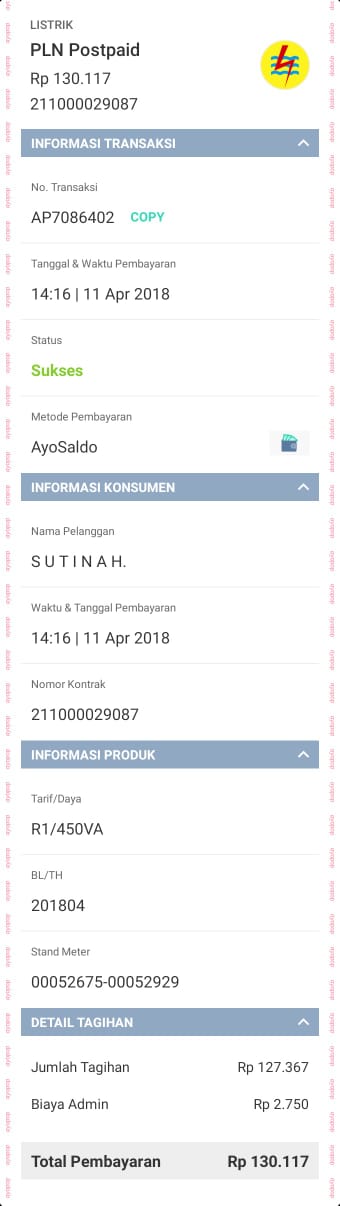 LISTRIK
PLN Postpaid
Rp 130.117
211000029087
INFORMASI TRANSAKSI
No. Transaksi
AP7086402 COPY
Tanggal & Waktu Pembayaran
14:16 | 11 Apr 2018
Status
Sukses
Metode Pembayaran
AyoSaldo
INFORMASI KONSUMEN
Nama Pelanggan
S U T I N A H.
Waktu & Tanggal Pembayaran
14:16 | 11 Apr 2018
Nomor Kontrak
211000029087
INFORMASI PRODUK
Tarif/Daya
R1/450VA
BL/TH
201804
Stand Meter
00052675-00052929
DETAIL TAGIHAN
Jumlah Tagihan Rp 127.367
Biaya Admin Rp 2.750
Total Pembayaran Rp 130.117